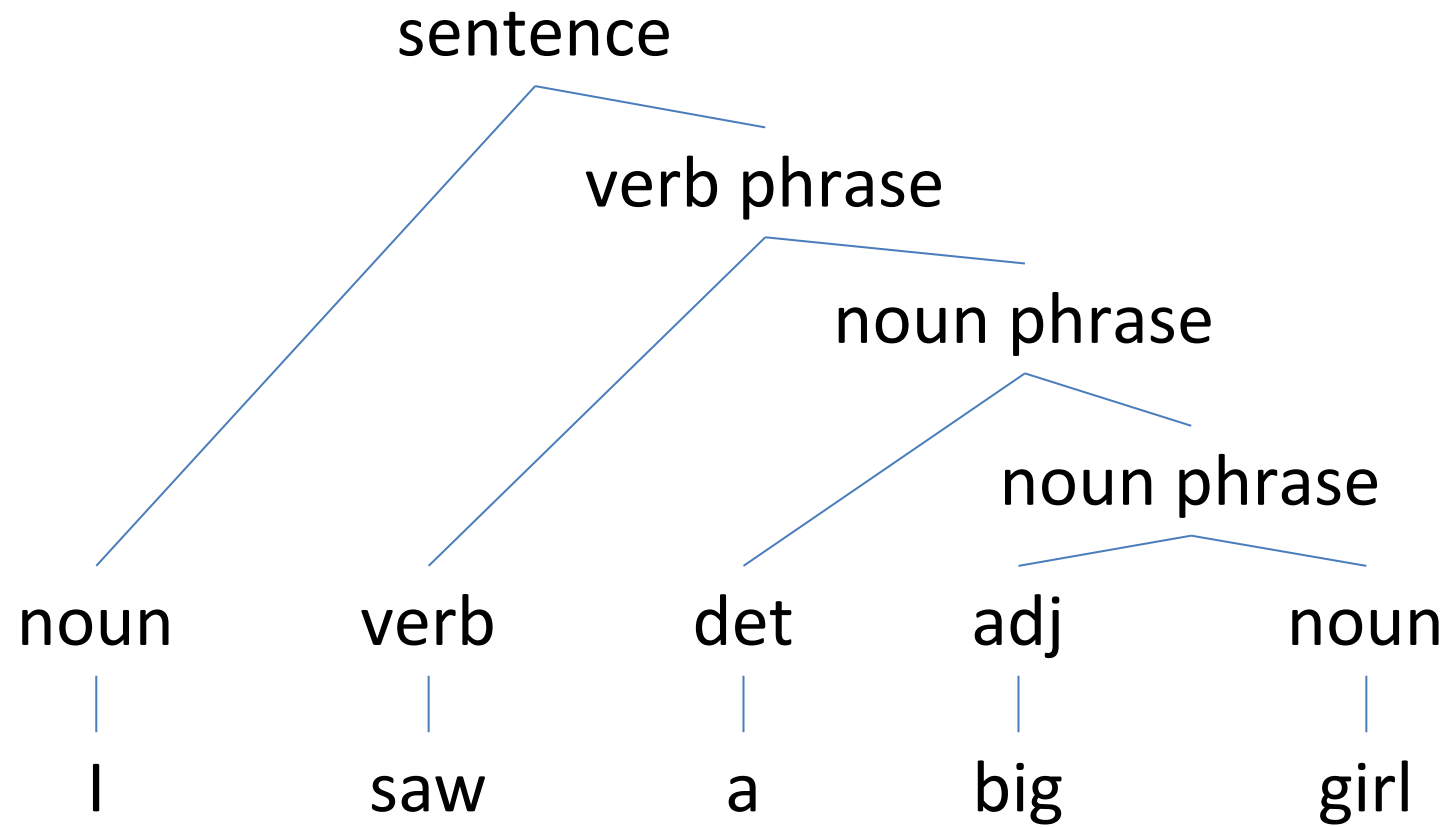 sentence
verb phrase
noun phrase
noun phrase
noun verb det adj noun
I saw a big girl